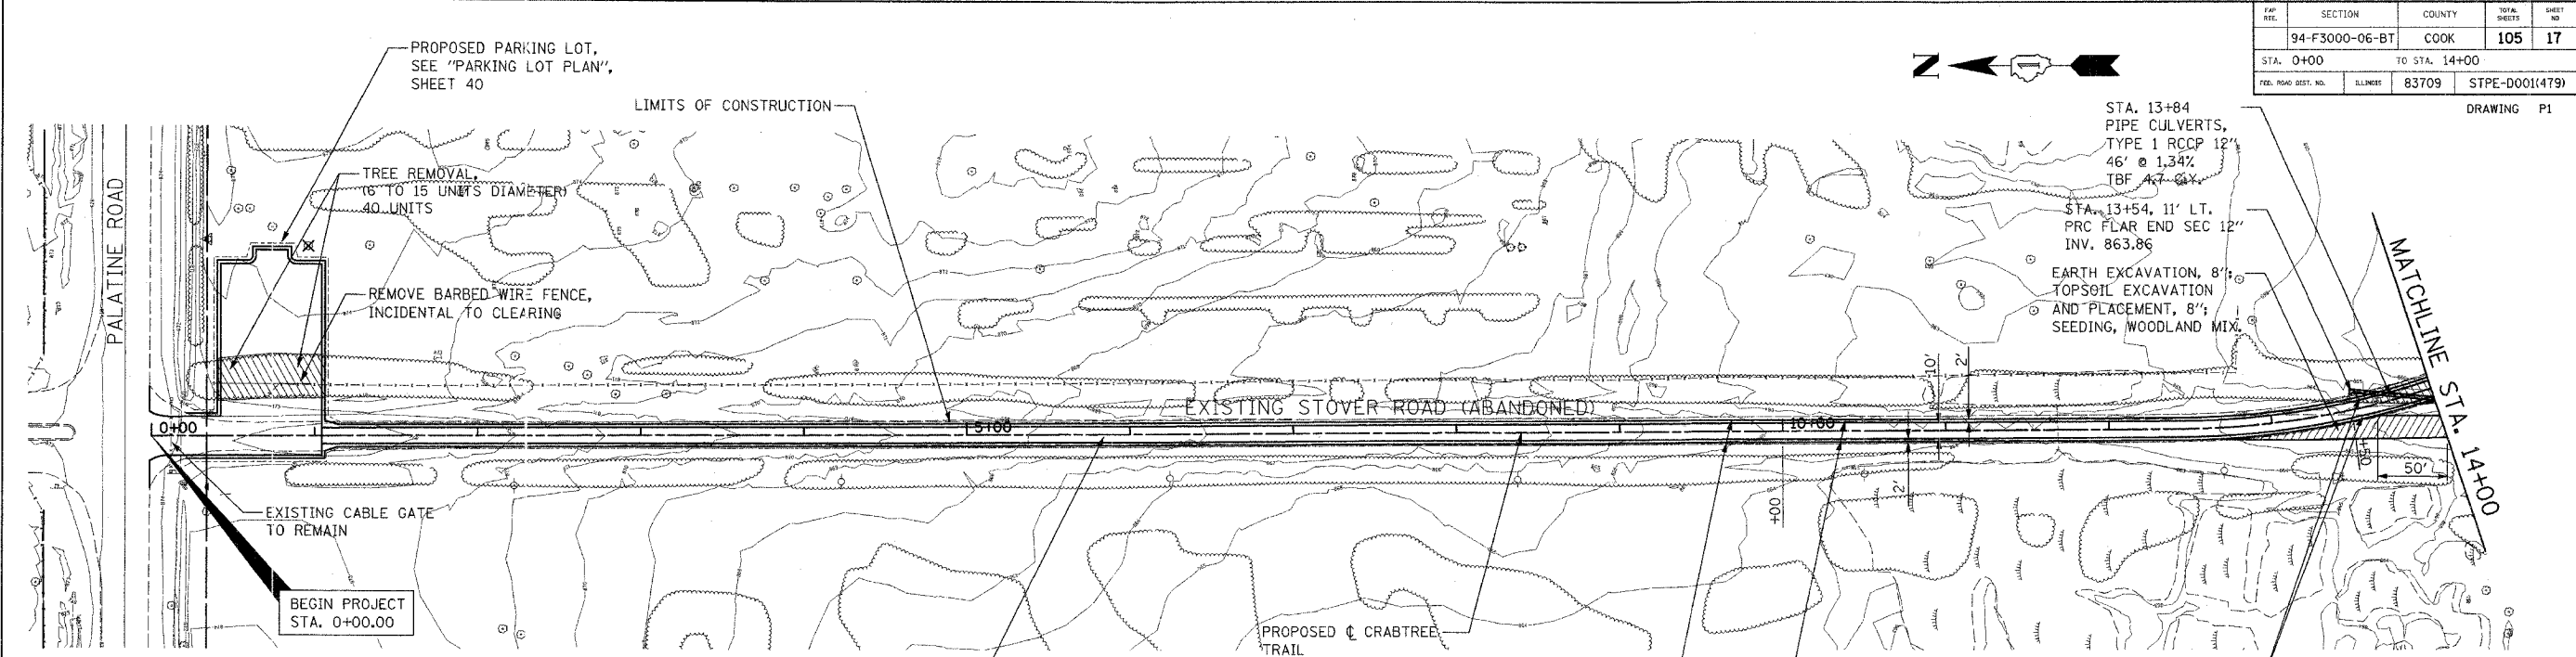 FAP RTE. SECTION COUNTY TOTAL SHEETS SHEET NO
94-F3000-06-BT COOK 105 17
STA. 0+00 TO STA. 14+00
FED. ROAD DIST. NO. ILLINOIS 83709 STPE-D001(479)
DRAWING P1
PROPOSED PARKING LOT,
SEE "PARKING LOT PLAN",
SHEET 40
LIMITS OF CONSTRUCTION
N
TREE REMOVAL,
(6 TO 15 UNITS DIAMETER)
40 UNITS
REMOVE BARBED WIRE FENCE,
INCIDENTAL TO CLEARING
PALATINE ROAD
STA. 13+84
PIPE CULVERTS,
TYPE 1 RCCP 12"
46' @ 1.34%
TBF 4.7 C.Y.
STA. 13+54, 11' LT.
PRC FLAR END SEC 12"
INV. 863.86
EARTH EXCAVATION, 8";
TOPSOIL EXCAVATION
AND PLACEMENT, 8";
SEEDING, WOODLAND MIX.
MATCHLINE STA. 14+00
10'
2'
EXISTING STOVER ROAD (ABANDONED)
0+00
5+00
10+00
+50
50'
2'
+00
EXISTING CABLE GATE
TO REMAIN
BEGIN PROJECT
STA. 0+00.00
PROPOSED ℄ CRABTREE
TRAIL